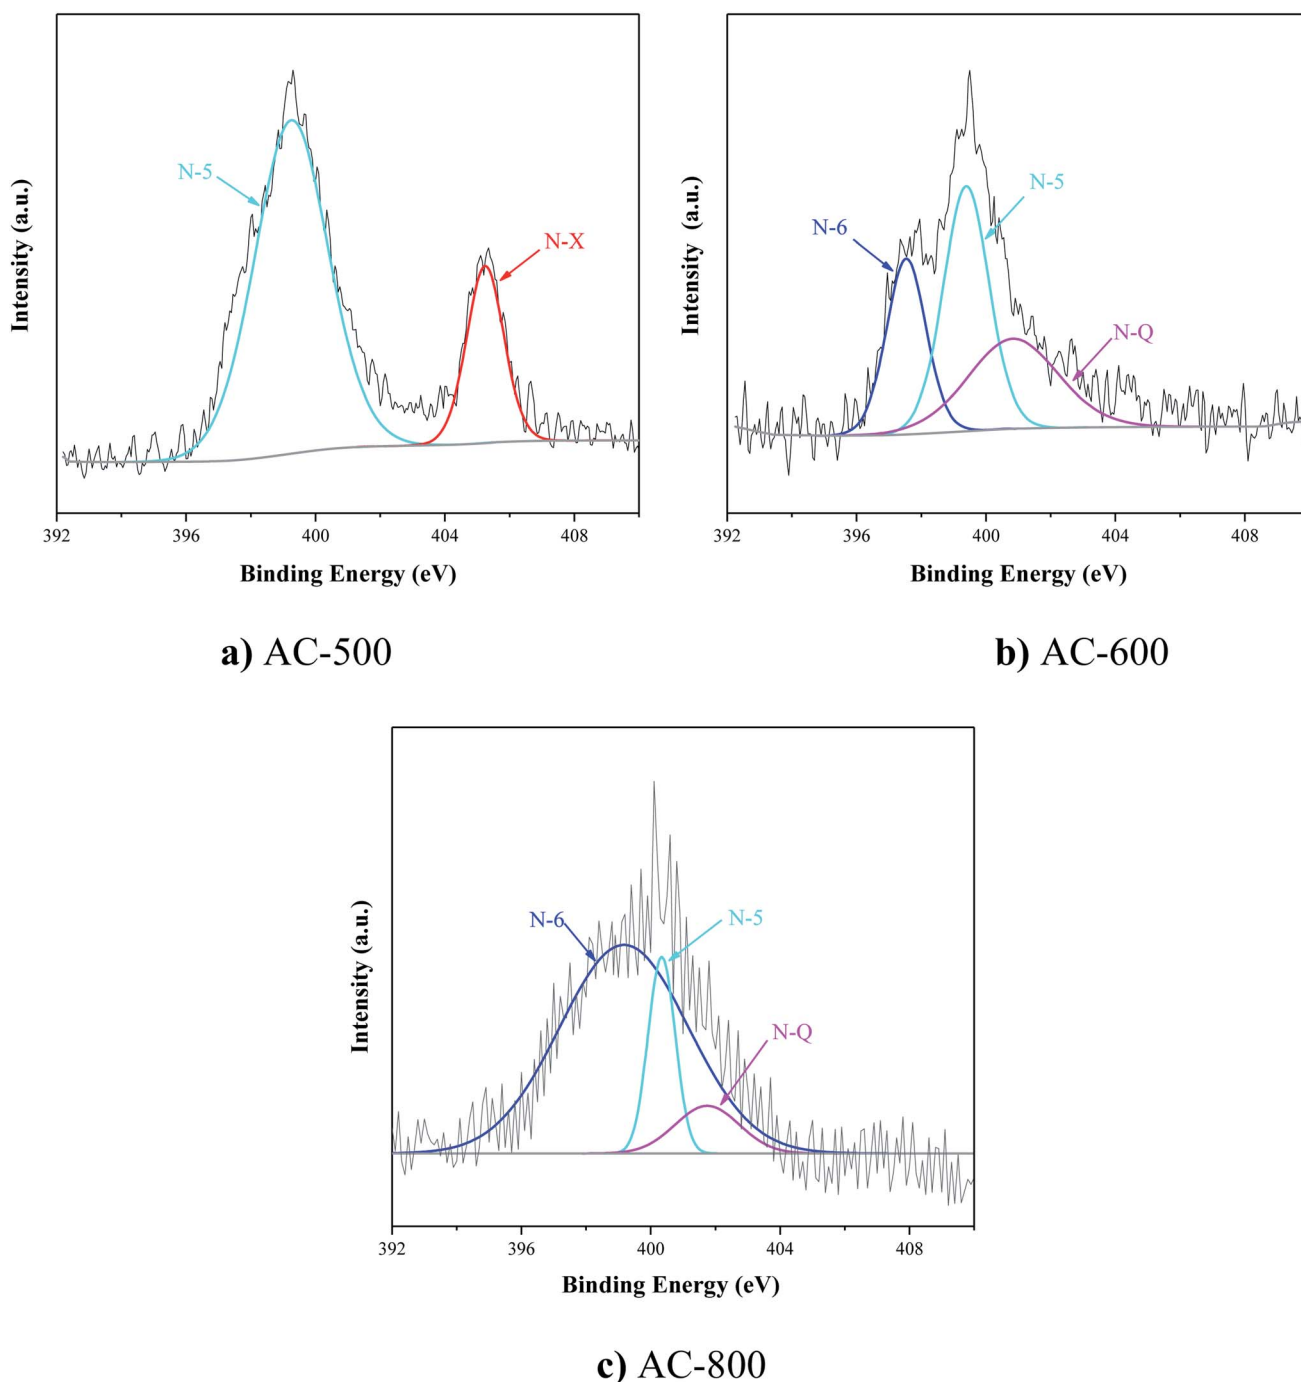 Intensity (a.u.)
N-5
N-X
392 396 400 404 408
Binding Energy (eV)
a) AC-500
Intensity (a.u.)
N-6
N-5
N-Q
392 396 400 404 408
Binding Energy (eV)
b) AC-600
Intensity (a.u.)
N-6
N-5
N-Q
392 396 400 404 408
Binding Energy (eV)
c) AC-800